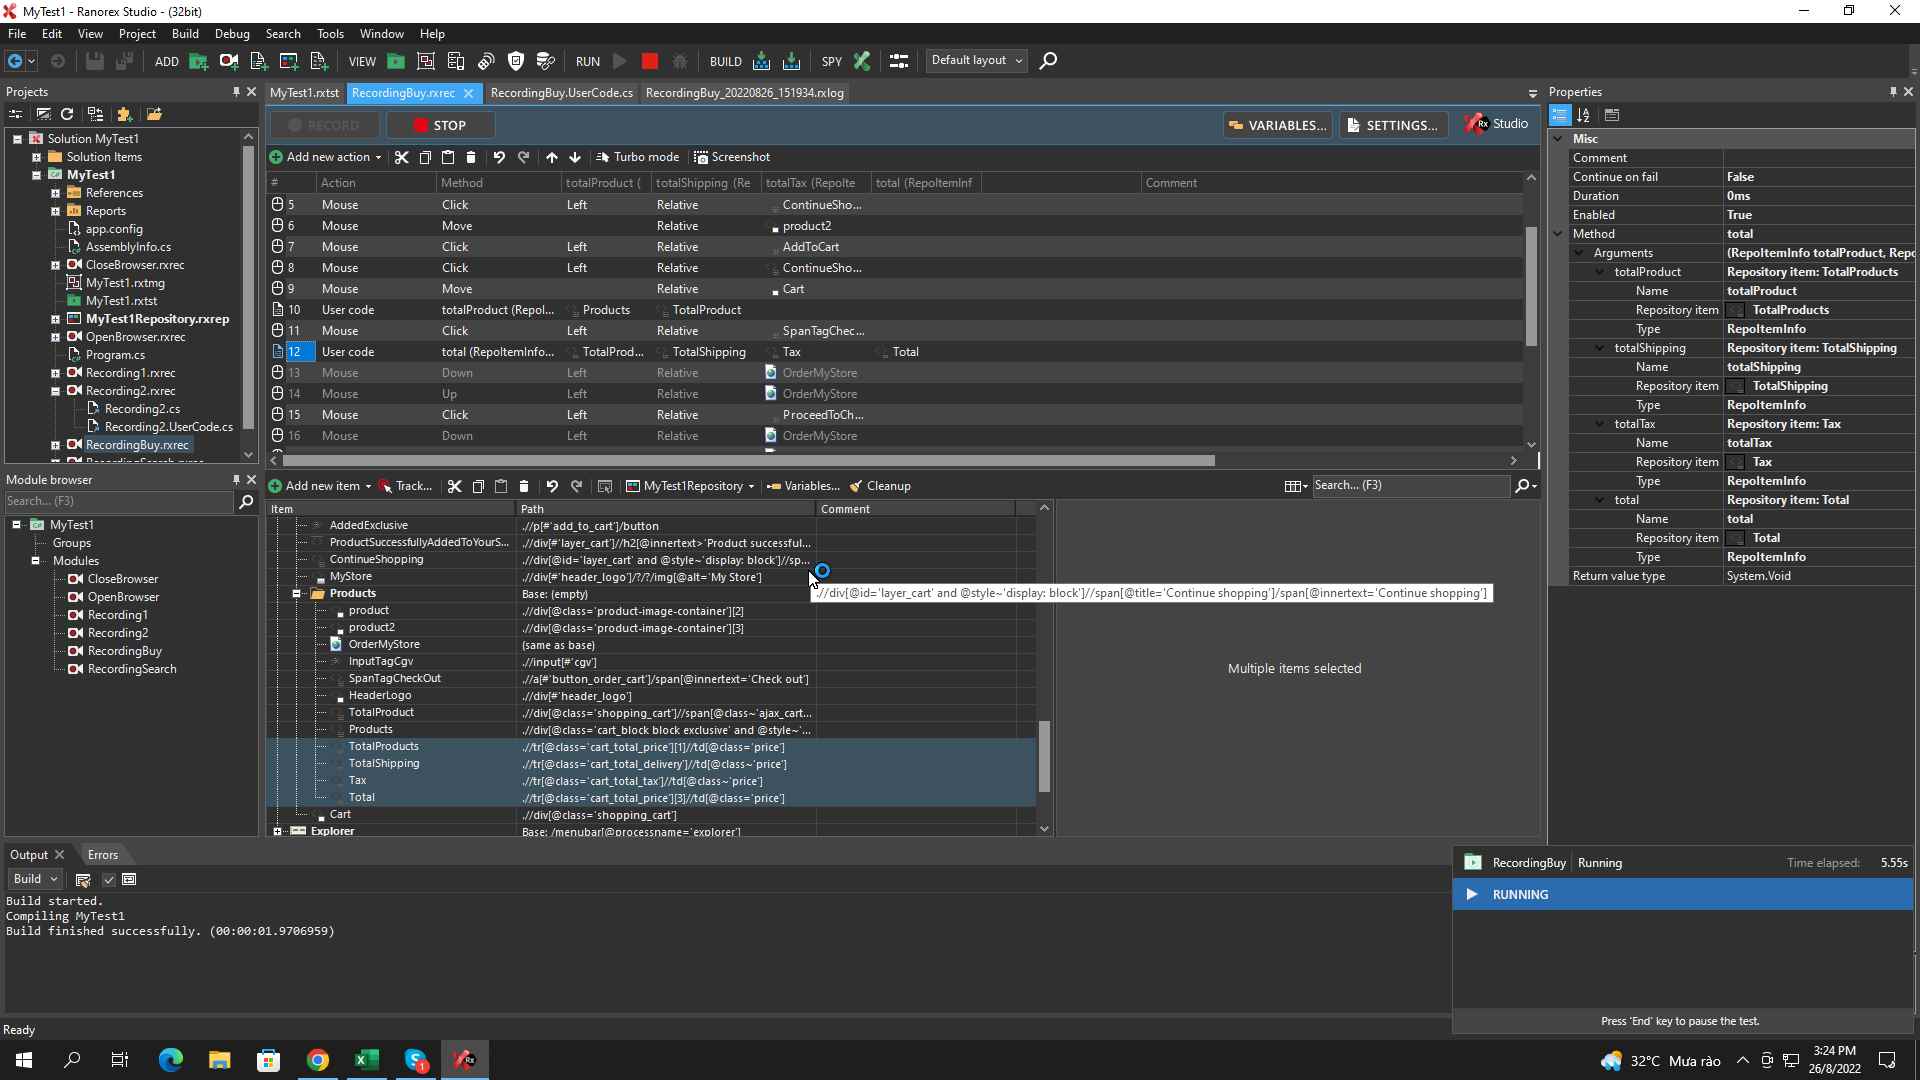 MyTest1 - Ranorex Studio - (32bit)
File Edit View Project Build Debug Search Tools Window Help
ADD VIEW RUN BUILD SPY Default layout
Projects
MyTest1.rxtst RecordingBuy.rxrec RecordingBuy.UserCode.cs RecordingBuy_20220826_151934.rxlog
Properties
RECORD STOP VARIABLES... SETTINGS... Rx Studio
Add new action Turbo mode Screenshot
# Action Method totalProduct ( totalShipping (Re totalTax (RepoIte total (RepoItemInf Comment
5 Mouse Click Left Relative ContinueSho...
6 Mouse Move Relative product2
7 Mouse Click Left Relative AddToCart
8 Mouse Click Left Relative ContinueSho...
9 Mouse Move Relative Cart
10 User code totalProduct (Repol... Products TotalProduct
11 Mouse Click Left Relative SpanTagChec...
12 User code total (RepoItemInfo... TotalProd... TotalShipping Tax Total
13 Mouse Down Left Relative OrderMyStore
14 Mouse Up Left Relative OrderMyStore
15 Mouse Click Left Relative ProceedToCh...
16 Mouse Down Left Relative OrderMyStore
Solution MyTest1
Solution Items
MyTest1
References
Reports
app.config
AssemblyInfo.cs
CloseBrowser.rxrec
MyTest1.rxtmg
MyTest1.rxtst
MyTest1Repository.rxrep
OpenBrowser.rxrec
Program.cs
Recording1.rxrec
Recording2.rxrec
Recording2.cs
Recording2.UserCode.cs
RecordingBuy.rxrec
Misc
Comment
Continue on fail False
Duration 0ms
Enabled True
Method total
Arguments (RepoItemInfo totalProduct, Repo
totalProduct Repository item: TotalProducts
Name totalProduct
Repository item TotalProducts
Type RepoItemInfo
totalShipping Repository item: TotalShipping
Name totalShipping
Repository item TotalShipping
Type RepoItemInfo
totalTax Repository item: Tax
Name totalTax
Repository item Tax
Type RepoItemInfo
total Repository item: Total
Name total
Repository item Total
Type RepoItemInfo
Return value type System.Void
Module browser
Search... (F3)
MyTest1
Groups
Modules
CloseBrowser
OpenBrowser
Recording1
Recording2
RecordingBuy
RecordingSearch
Add new item Track... MyTest1Repository Variables... Cleanup Search... (F3)
Item Path Comment
AddedExclusive .//p[#'add_to_cart']/button
ProductSuccessfullyAddedToYourS... .//div[#'layer_cart']//h2[@innertext>'Product successful...
ContinueShopping .//div[@id='layer_cart' and @style~'display: block']//sp...
MyStore .//div[#'header_logo']/?/?/img[@alt='My Store']
Products Base: (empty)
.//div[@id='layer_cart' and @style~'display: block']//span[@title='Continue shopping']/span[@innertext='Continue shopping']
product .//div[@class='product-image-container'][2]
product2 .//div[@class='product-image-container'][3]
OrderMyStore (same as base)
InputTagCgv .//input[#'cgv']
SpanTagCheckOut .//a[#'button_order_cart']/span[@innertext='Check out']
HeaderLogo .//div[#'header_logo']
TotalProduct .//div[@class='shopping_cart']//span[@class~'ajax_cart...
Products .//div[@class='cart_block block exclusive' and @style~'...
TotalProducts .//tr[@class='cart_total_price'][1]//td[@class='price']
TotalShipping .//tr[@class='cart_total_delivery']//td[@class~'price']
Tax .//tr[@class='cart_total_tax']//td[@class~'price']
Total .//tr[@class='cart_total_price'][3]//td[@class='price']
Cart .//div[@class='shopping_cart']
Explorer Base: /menubar[@processname='explorer']
Multiple items selected
Output Errors
Build
Build started.
Compiling MyTest1
Build finished successfully. (00:00:01.9706959)
RecordingBuy Running Time elapsed: 5.55s
RUNNING
Press 'End' key to pause the test.
Ready
1
32°C Mưa rào
3:24 PM
26/8/2022